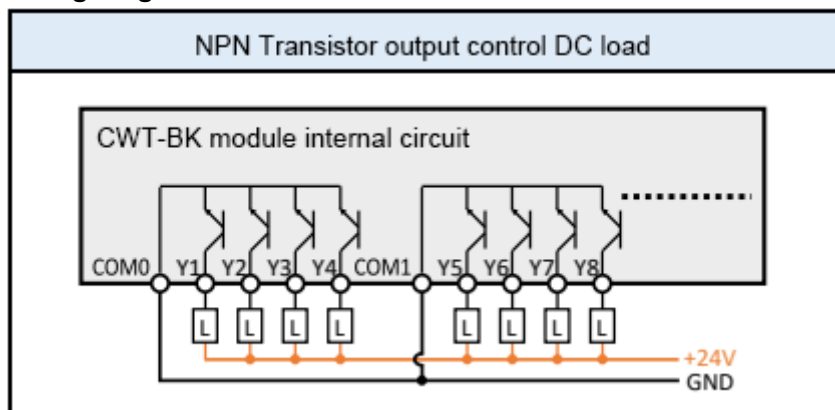 NPN Transistor output control DC load
CWT-BK module internal circuit
COM0 Y1 Y2 Y3 Y4 COM1 Y5 Y6 Y7 Y8
L L L L L L L L
+24V
GND